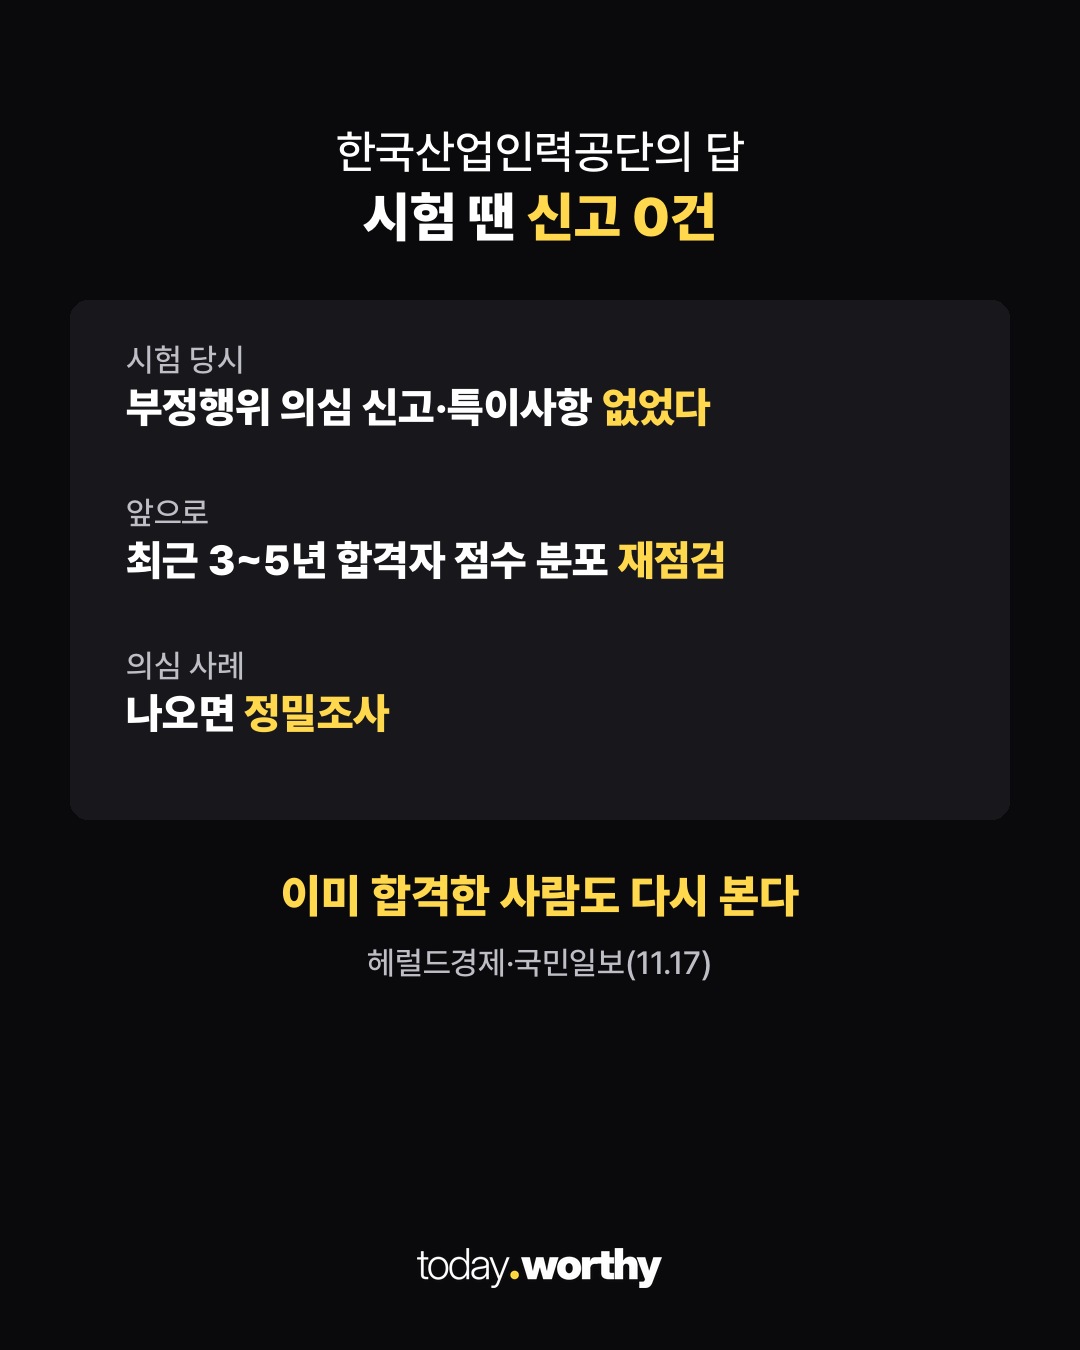 한국산업인력공단의 답
시험 땐 신고 0건
시험 당시
부정행위 의심 신고·특이사항 없었다
앞으로
최근 3~5년 합격자 점수 분포 재점검
의심 사례
나오면 정밀조사
이미 합격한 사람도 다시 본다
헤럴드경제·국민일보(11.17)
today.worthy